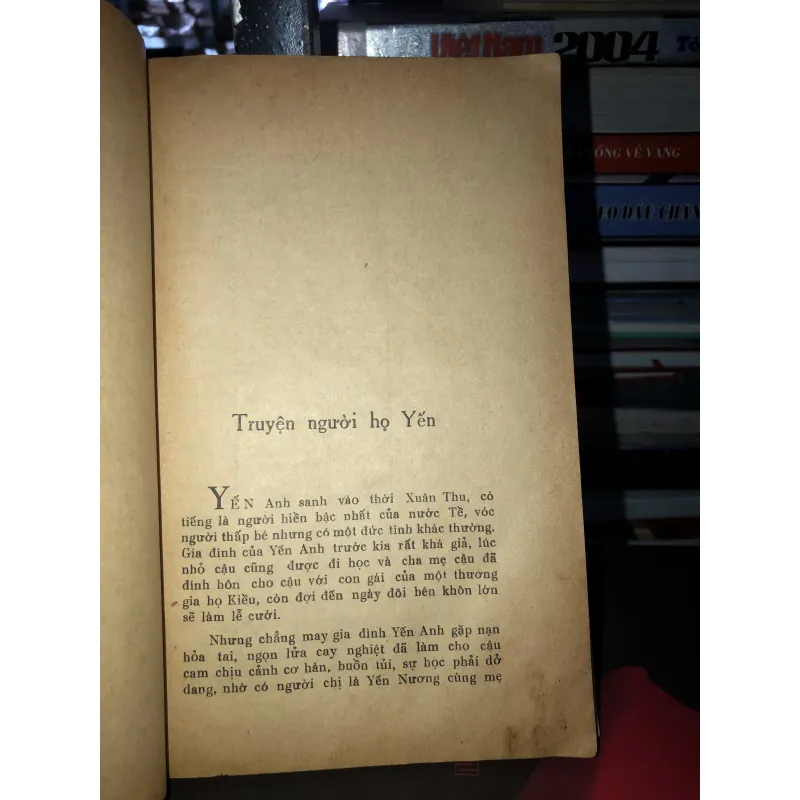 Việt Nam 2004
ỐNG VẺ VANG
EO DẤU CHÂN
Truyện người họ Yến
YẾN Anh sanh vào thời Xuân Thu, có
tiếng là người hiền bậc nhất của nước Tề, vóc
người thấp bé nhưng có một đức tính khác thường.
Gia đình của Yến Anh trước kia rất khá giả, lúc
nhỏ cậu cũng được đi học và cha mẹ cậu đã
đính hôn cho cậu với con gái của một thương
gia họ Kiều, còn đợi đến ngày đôi bên khôn lớn
sẽ làm lễ cưới.
Nhưng chẳng may gia đình Yến Anh gặp nạn
hỏa tai, ngọn lửa cay nghiệt đã làm cho cậu
cam chịu cảnh cơ hàn, buồn tủi, sự học phải dở
dang, nhờ có người chị là Yến Nương cùng mẹ